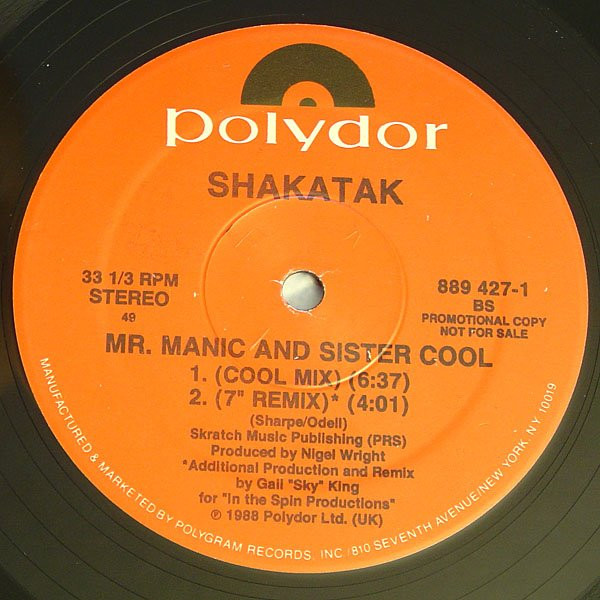 polydor
SHAKATAK
33 1/3 RPM
STEREO
49
889 427-1
BS
PROMOTIONAL COPY
NOT FOR SALE
MR. MANIC AND SISTER COOL
1. (COOL MIX) (6:37)
2. (7" REMIX)* (4:01)
(Sharpe/Odell)
Skratch Music Publishing (PRS)
Produced by Nigel Wright
*Additional Production and Remix
by Gail "Sky" King
for "In the Spin Productions"
℗ 1988 Polydor Ltd. (UK)
MANUFACTURED & MARKETED BY POLYGRAM RECORDS, INC./810 SEVENTH AVENUE/NEW YORK, NY 10019